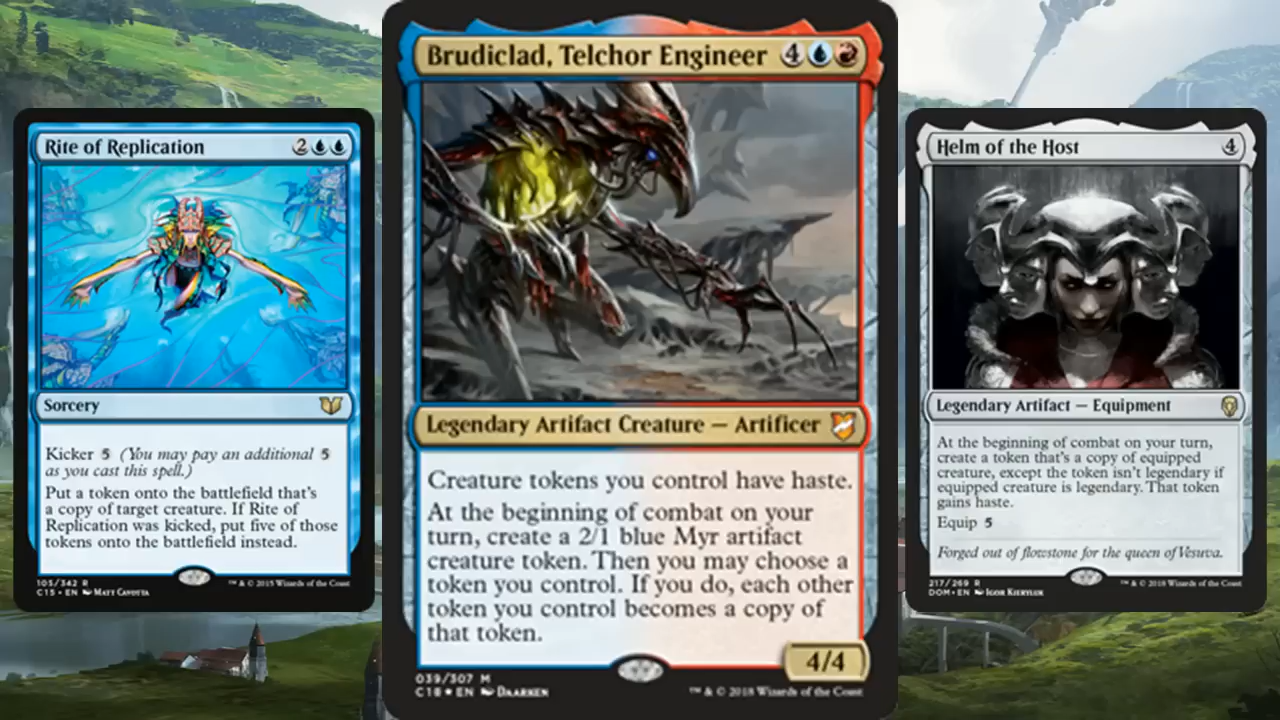 Rite of Replication 2
Sorcery
Kicker 5 (You may pay an additional 5
as you cast this spell.)
Put a token onto the battlefield that's
a copy of target creature. If Rite of
Replication was kicked, put five of those
tokens onto the battlefield instead.
105/342 R
C15 • EN Matt Cavotta
™ & © 2015 Wizards of the Coast
Brudiclad, Telchor Engineer 4
Legendary Artifact Creature — Artificer
Creature tokens you control have haste.
At the beginning of combat on your
turn, create a 2/1 blue Myr artifact
creature token. Then you may choose a
token you control. If you do, each other
token you control becomes a copy of
that token.
4/4
039/307 M
C18 ★ EN Daarken
™ & © 2018 Wizards of the Coast
Helm of the Host 4
Legendary Artifact — Equipment
At the beginning of combat on your turn,
create a token that's a copy of equipped
creature, except the token isn't legendary if
equipped creature is legendary. That token
gains haste.
Equip 5
Forged out of flowstone for the queen of Vesuva.
217/269 R
DOM • EN Igor Kieryluk
™ & © 2018 Wizards of the Coast